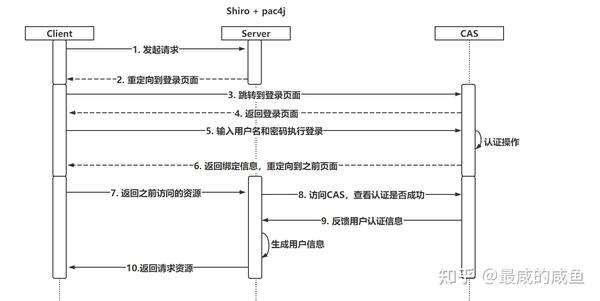 Shiro + pac4j
Client
Server
CAS
1. 发起请求
2. 重定向到登录页面
3. 跳转到登录页面
4. 返回登录页面
5. 输入用户名和密码执行登录
认证操作
6. 返回绑定信息，重定向到之前页面
7. 返回之前访问的资源
8. 访问CAS，查看认证是否成功
9. 反馈用户认证信息
生成用户信息
10.返回请求资源
知乎 @最咸的咸鱼